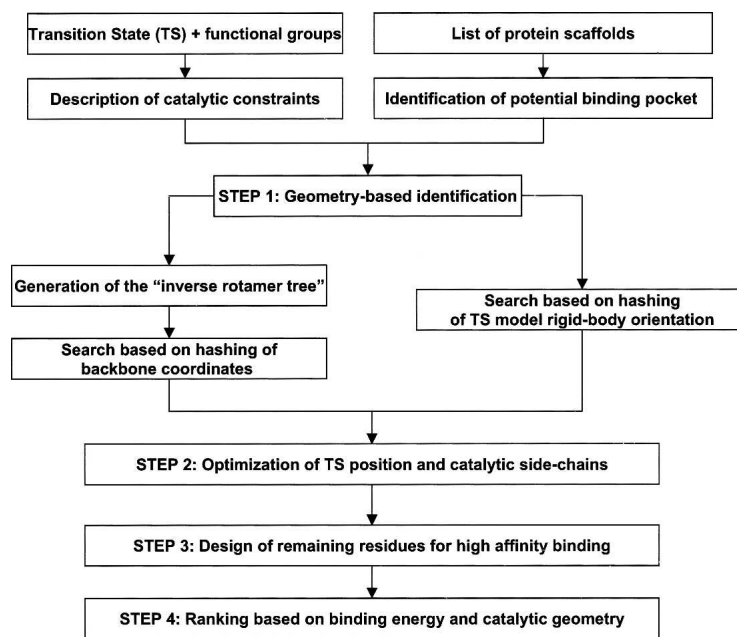 Transition State (TS) + functional groups
List of protein scaffolds
Description of catalytic constraints
Identification of potential binding pocket
STEP 1: Geometry-based identification
Generation of the “inverse rotamer tree”
Search based on hashing
of TS model rigid-body orientation
Search based on hashing of
backbone coordinates
STEP 2: Optimization of TS position and catalytic side-chains
STEP 3: Design of remaining residues for high affinity binding
STEP 4: Ranking based on binding energy and catalytic geometry